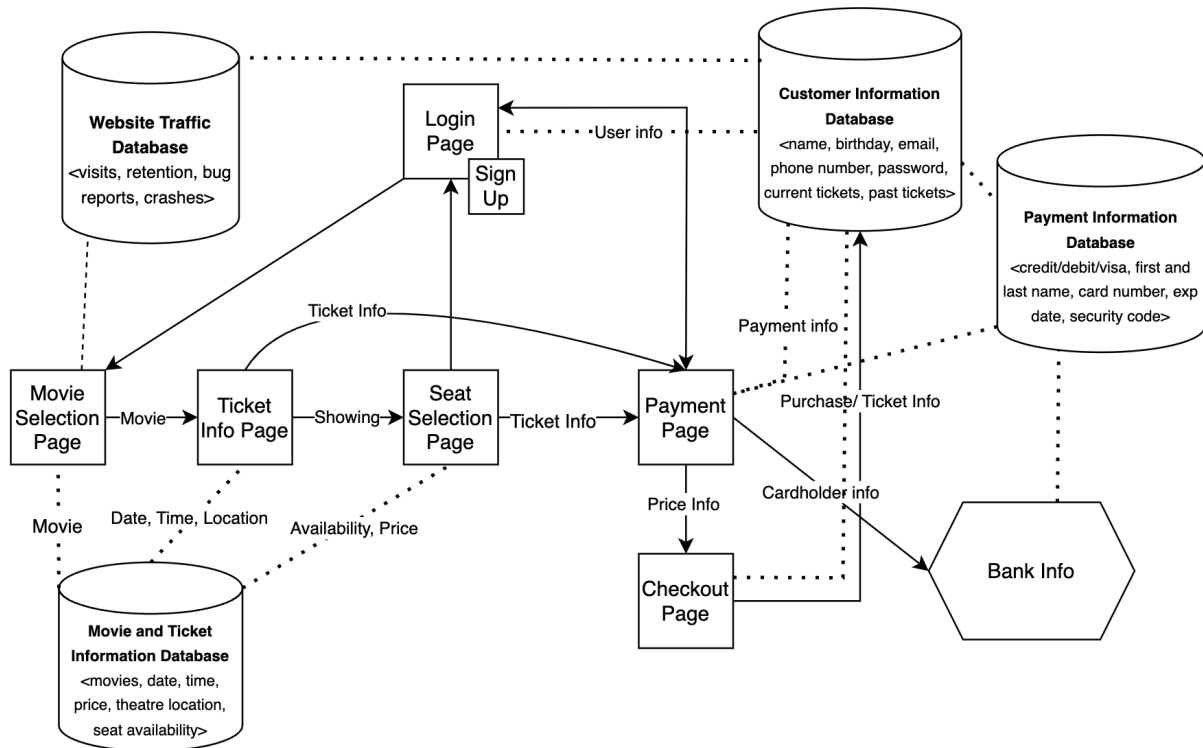 Website Traffic
Database
<visits, retention, bug
reports, crashes>
Login
Page
Sign
Up
User info
Customer Information
Database
<name, birthday, email,
phone number, password,
current tickets, past tickets>
Payment Information
Database
<credit/debit/visa, first and
last name, card number, exp
date, security code>
Ticket Info
Payment info
Movie
Selection
Page
Movie
Ticket
Info Page
Showing
Seat
Selection
Page
Ticket Info
Payment
Page
Purchase/ Ticket Info
Movie
Date, Time, Location
Availability, Price
Price Info
Cardholder info
Checkout
Page
Bank Info
Movie and Ticket
Information Database
<movies, date, time,
price, theatre location,
seat availability>